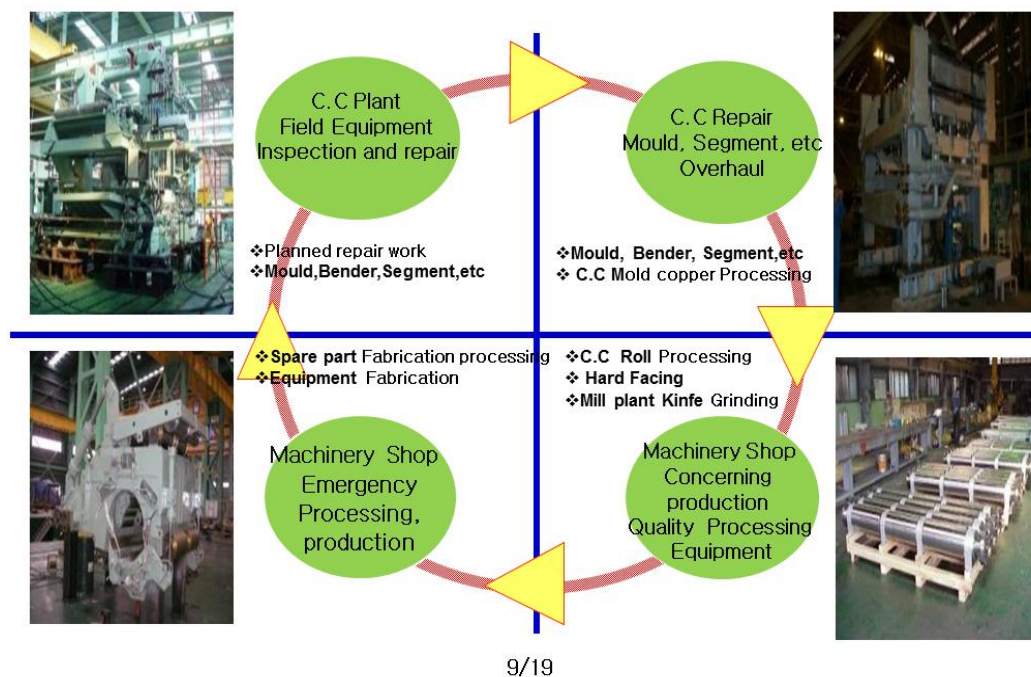 C.C Plant
Field Equipment
Inspection and repair
❖Planned repair work
❖Mould,Bender,Segment,etc
C.C Repair
Mould, Segment, etc
Overhaul
❖Mould, Bender, Segment,etc
❖ C.C Mold copper Processing
❖Spare part Fabrication processing
❖Equipment Fabrication
Machinery Shop
Emergency
Processing,
production
❖C.C Roll Processing
❖ Hard Facing
❖Mill plant Kinfe Grinding
Machinery Shop
Concerning
production
Quality Processing
Equipment
9/19